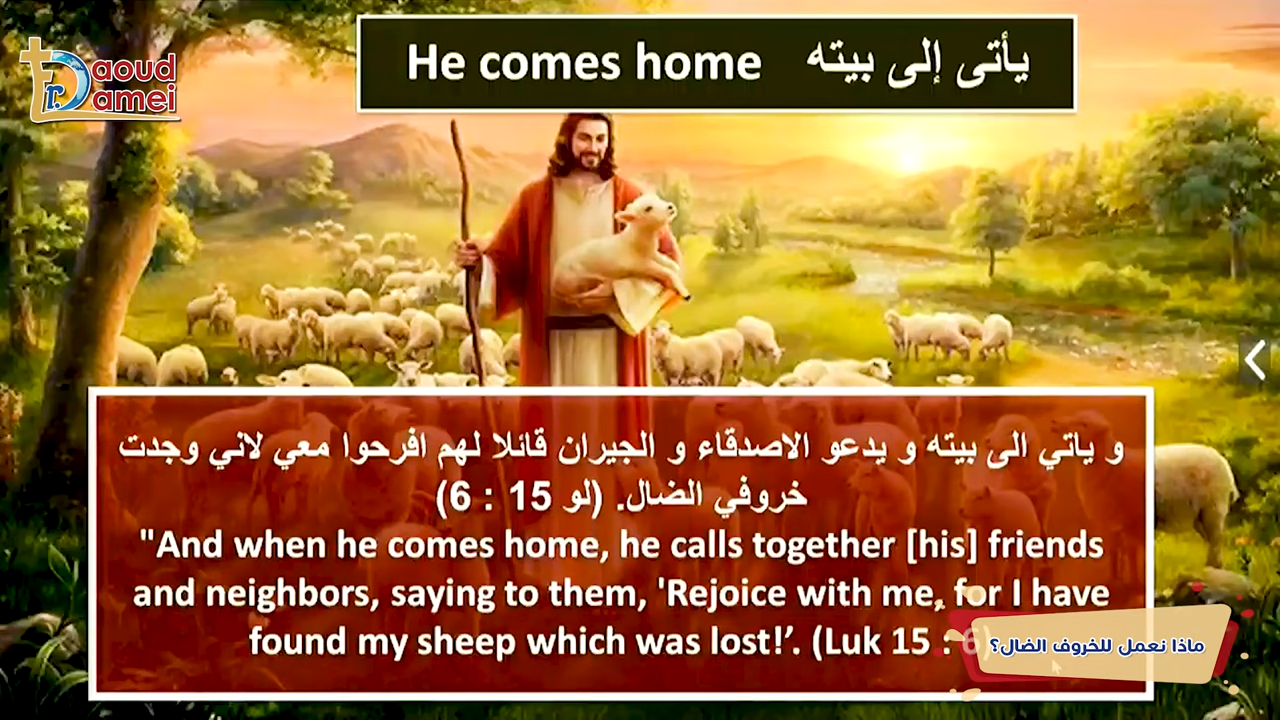 Fr. Daoud
Lamei
He comes home يأتى إلى بيته
و ياتي الى بيته و يدعو الاصدقاء و الجيران قائلا لهم افرحوا معي لاني وجدت
خروفي الضال. (لو 15 : 6)
"And when he comes home, he calls together [his] friends
and neighbors, saying to them, 'Rejoice with me, for I have
found my sheep which was lost!’. (Luk 15 : 6)
ماذا نعمل للخروف الضال؟